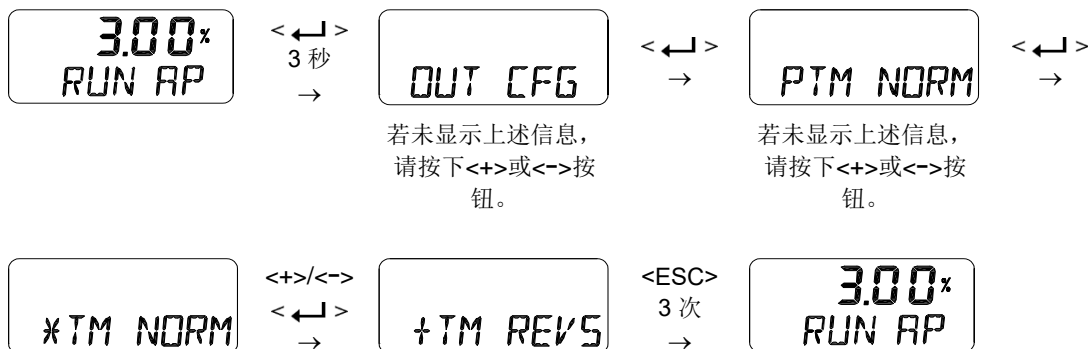 3.00%
RUN AP
< ↵ >
3 秒
→
OUT CFG
若未显示上述信息，
请按下<+>或<->按
钮。
< ↵ >
→
PTM NORM
若未显示上述信息，
请按下<+>或<->按
钮。
< ↵ >
→
*TM NORM
<+>/<->
< ↵ >
→
+TM REVS
<ESC>
3 次
→
3.00%
RUN AP